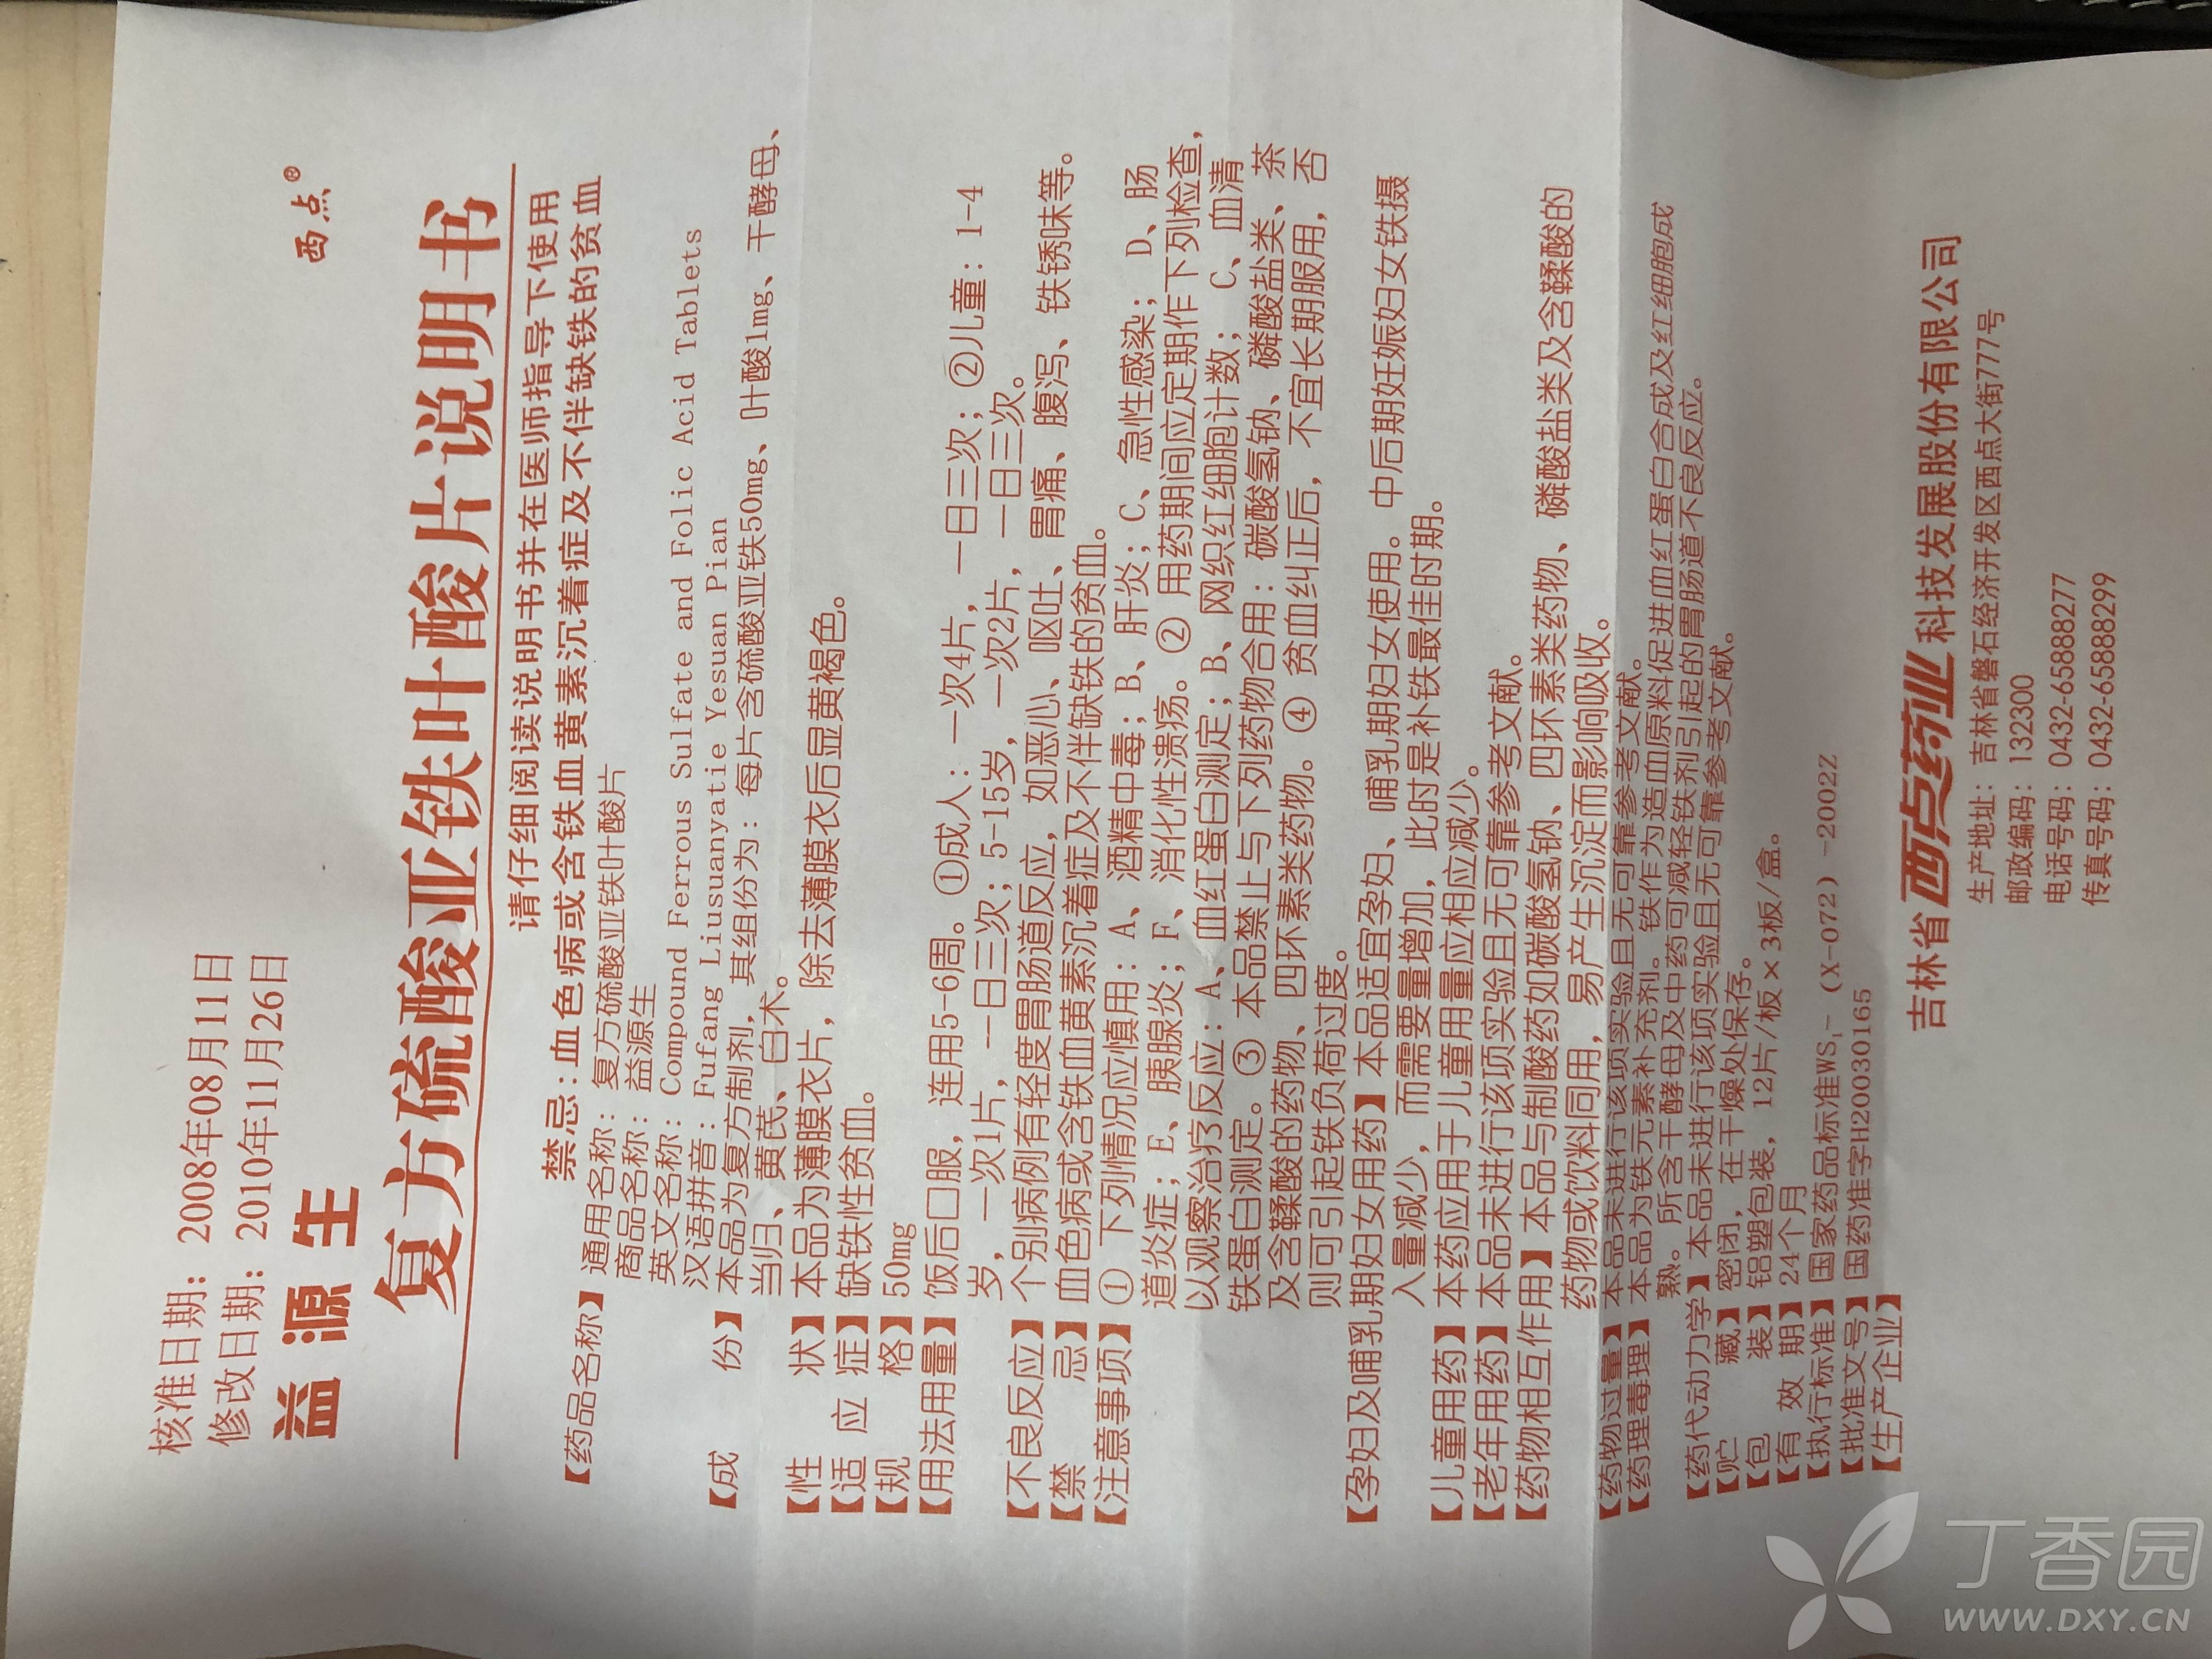 核准日期：2008年08月11日
修改日期：2010年11月26日
益源生
西点®
复方硫酸亚铁叶酸片说明书
请仔细阅读说明书并在医师指导下使用
禁忌：血色病或含铁血黄素沉着症及不伴缺铁的贫血
【药品名称】通用名称：复方硫酸亚铁叶酸片
商品名称：益源生
英文名称：Compound Ferrous Sulfate and Folic Acid Tablets
汉语拼音：Fufang Liusuanyatie Yesuan Pian
【成份】本品为复方制剂，其组份为：每片含硫酸亚铁50mg、叶酸1mg、干酵母、
当归、黄芪、白术。
【性状】本品为薄膜衣片，除去薄膜衣后显黄褐色。
【适应症】缺铁性贫血。
【规格】50mg
【用法用量】饭后口服，连用5-6周。①成人：一次4片，一日三次；②儿童：1-4
岁，一次1片，一日三次；5-15岁，一次2片，一日三次。
【不良反应】个别病例有轻度胃肠道反应，如恶心、呕吐、胃痛、腹泻、铁锈味等。
【禁忌】血色病或含铁血黄素沉着症及不伴缺铁的贫血。
【注意事项】① 下列情况应慎用：A、酒精中毒；B、肝炎；C、急性感染；D、肠
道炎症；E、胰腺炎；F、消化性溃疡。② 用药期间应定期作下列检查，
以观察治疗反应：A、血红蛋白测定；B、网织红细胞计数；C、血清
铁蛋白测定。③ 本品禁止与下列药物合用：碳酸氢钠、磷酸盐类、茶
及含鞣酸的药物、四环素类药物。④ 贫血纠正后，不宜长期服用，否
则可引起铁负荷过度。
【孕妇及哺乳期妇女用药】本品适宜孕妇、哺乳期妇女使用。中后期妊娠妇女铁摄
入量减少，而需要量增加，此时是补铁最佳时期。
【儿童用药】本药应用于儿童用量应相应减少。
【老年用药】本品未进行该项实验且无可靠参考文献。
【药物相互作用】本品与制酸药如碳酸氢钠、四环素类药物、磷酸盐类及含鞣酸的
药物或饮料同用，易产生沉淀而影响吸收。
【药物过量】本品未进行该项实验且无可靠参考文献。
【药理毒理】本品为铁元素补充剂。铁作为造血原料促进血红蛋白合成及红细胞成
熟。所含干酵母及中药可减轻铁剂引起的胃肠道不良反应。
【药代动力学】本品未进行该项实验且无可靠参考文献。
【贮藏】密闭，在干燥处保存。
【包装】铝塑包装，12片/板×3板/盒。
【有效期】24个月
【执行标准】国家药品标准WS₁-（X-072）-2002Z
【批准文号】国药准字H20030165
【生产企业】
吉林省西点药业科技发展股份有限公司
生产地址：吉林省磐石经济开发区西点大街777号
邮政编码：132300
电话号码：0432-65888277
传真号码：0432-65888299
丁香园
WWW.DXY.CN